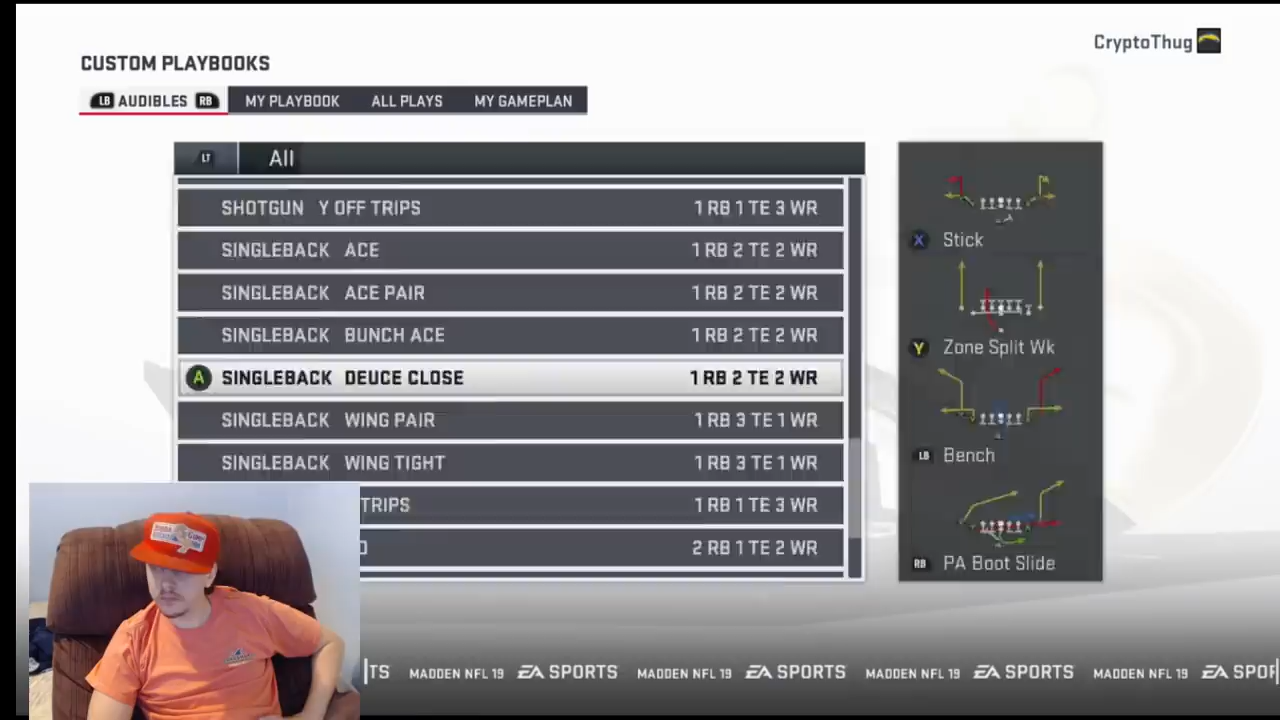 CryptoThug
CUSTOM PLAYBOOKS
LB AUDIBLES RB MY PLAYBOOK ALL PLAYS MY GAMEPLAN
LT All
SHOTGUN Y OFF TRIPS 1 RB 1 TE 3 WR
SINGLEBACK ACE 1 RB 2 TE 2 WR
SINGLEBACK ACE PAIR 1 RB 2 TE 2 WR
SINGLEBACK BUNCH ACE 1 RB 2 TE 2 WR
A SINGLEBACK DEUCE CLOSE 1 RB 2 TE 2 WR
SINGLEBACK WING PAIR 1 RB 3 TE 1 WR
SINGLEBACK WING TIGHT 1 RB 3 TE 1 WR
TRIPS 1 RB 1 TE 3 WR
2 RB 1 TE 2 WR
X Stick
Y Zone Split Wk
LB Bench
RB PA Boot Slide
TS MADDEN NFL 19 EA SPORTS MADDEN NFL 19 EA SPORTS MADDEN NFL 19 EA SPORTS MADDEN NFL 19 EA SPOR